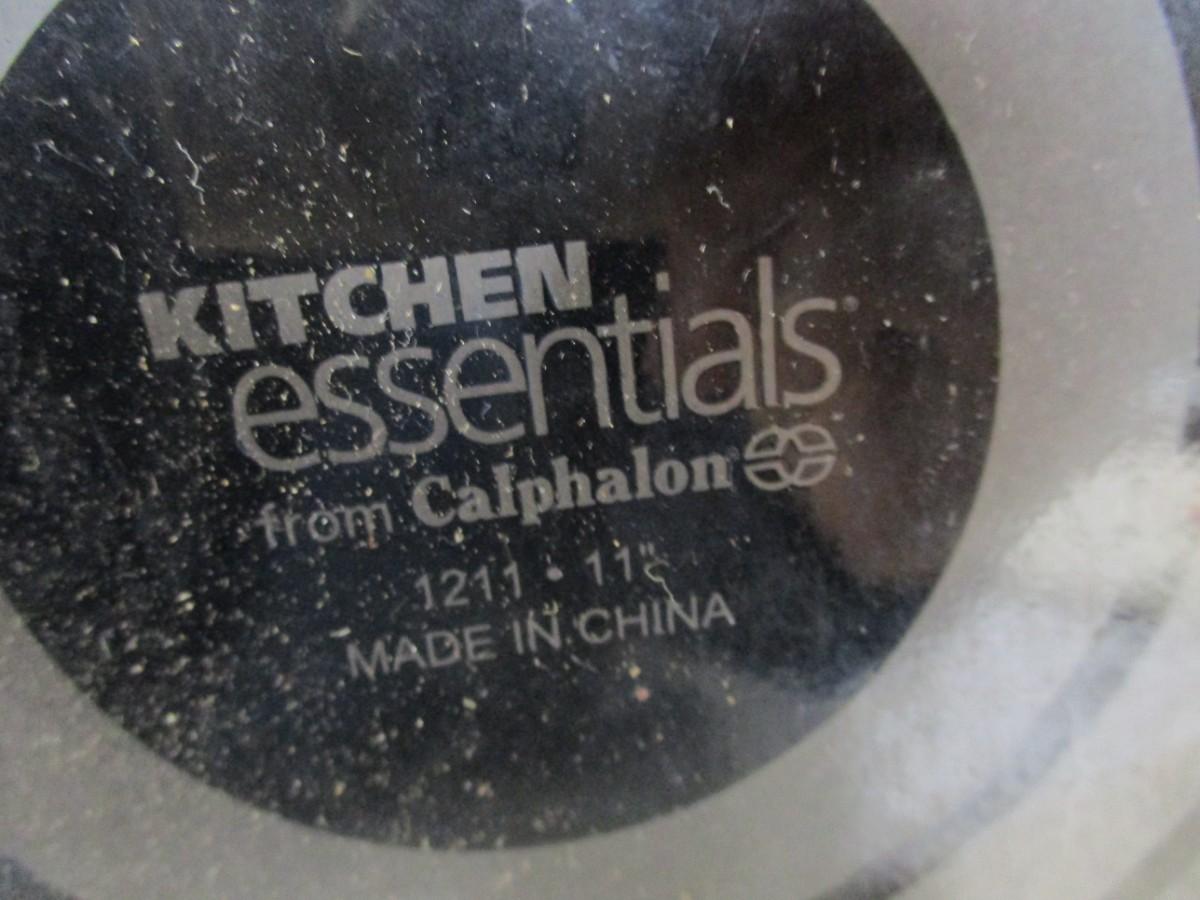 KITCHEN
essentials
from Calphalon
1211 • 11"
MADE IN CHINA